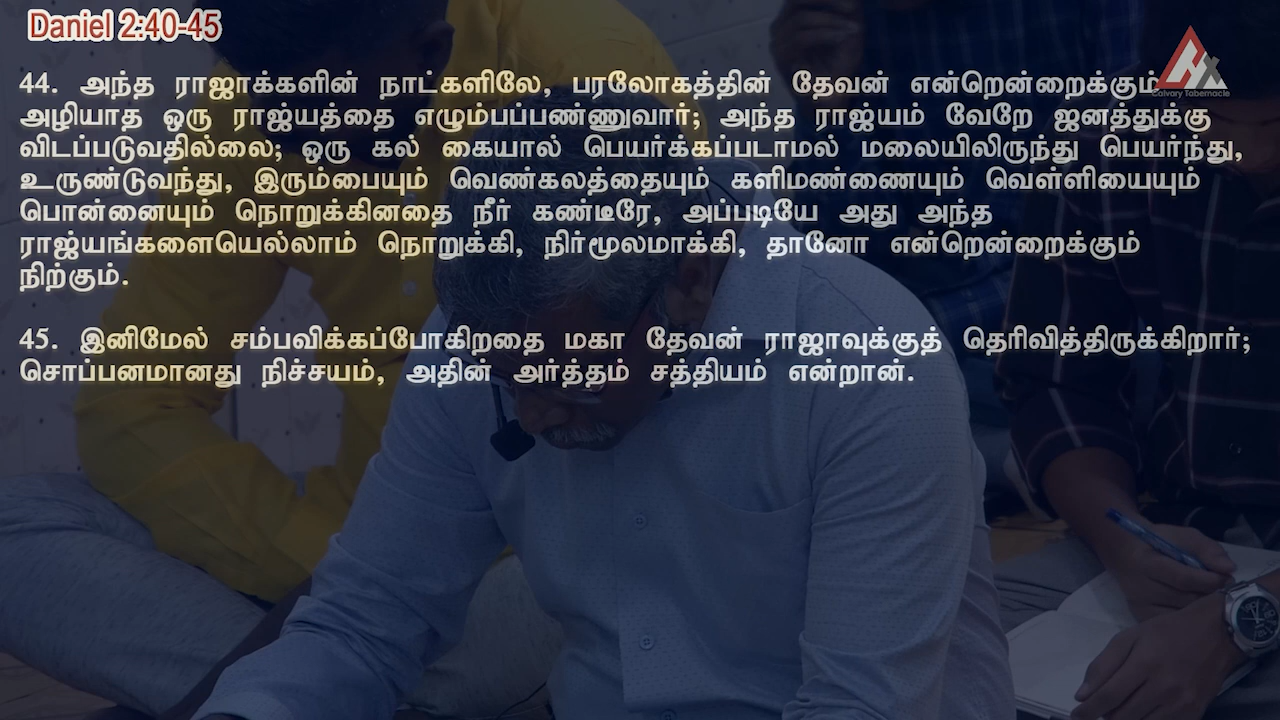 Daniel 2:40-45
Calvary Tabernacle
44. அந்த ராஜாக்களின் நாட்களிலே, பரலோகத்தின் தேவன் என்றென்றைக்கும்
அழியாத ஒரு ராஜ்யத்தை எழும்பப்பண்ணுவார்; அந்த ராஜ்யம் வேறே ஜனத்துக்கு
விடப்படுவதில்லை; ஒரு கல் கையால் பெயர்க்கப்படாமல் மலையிலிருந்து பெயர்ந்து,
உருண்டுவந்து, இரும்பையும் வெண்கலத்தையும் களிமண்ணையும் வெள்ளியையும்
பொன்னையும் நொறுக்கினதை நீர் கண்டீரே, அப்படியே அது அந்த
ராஜ்யங்களையெல்லாம் நொறுக்கி, நிர்மூலமாக்கி, தானோ என்றென்றைக்கும்
நிற்கும்.
45. இனிமேல் சம்பவிக்கப்போகிறதை மகா தேவன் ராஜாவுக்குத் தெரிவித்திருக்கிறார்;
சொப்பனமானது நிச்சயம், அதின் அர்த்தம் சத்தியம் என்றான்.